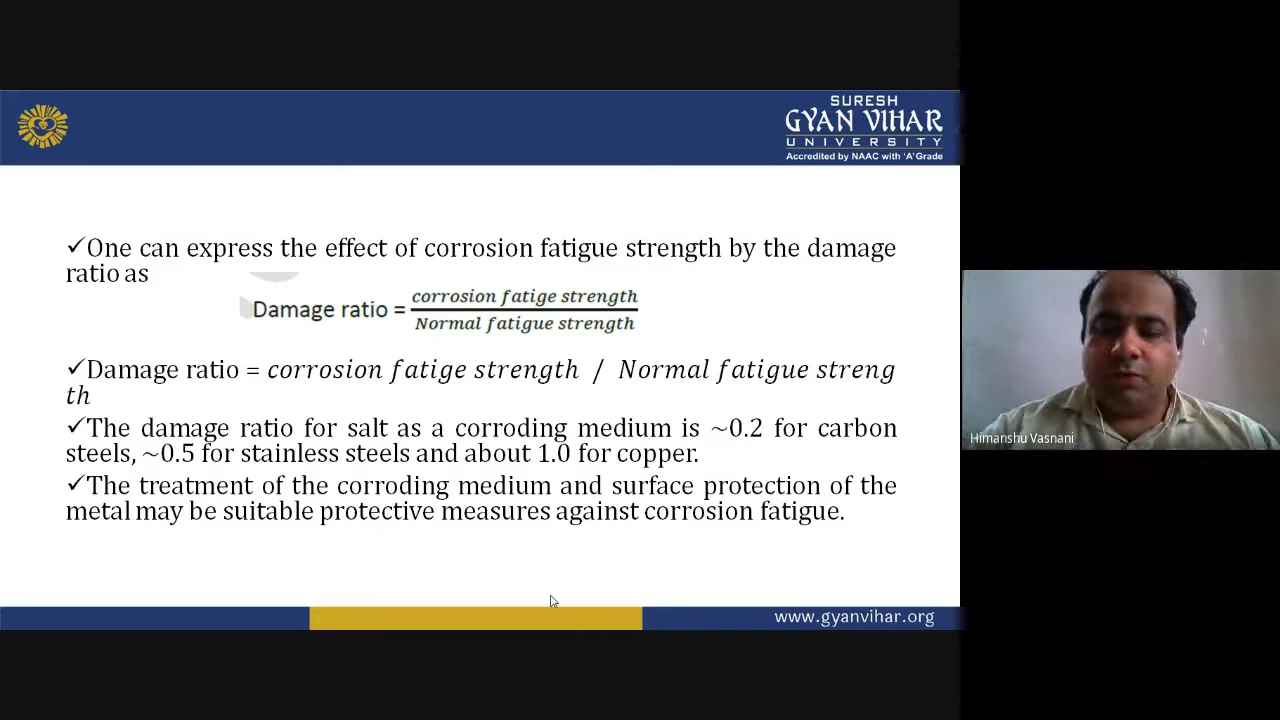 SURESH
GYAN VIHAR
UNIVERSITY
Accredited by NAAC with 'A' Grade
✓One can express the effect of corrosion fatigue strength by the damage
ratio as
Damage ratio = corrosion fatige strength / Normal fatigue strength
✓Damage ratio = corrosion fatige strength / Normal fatigue streng
th
✓The damage ratio for salt as a corroding medium is ~0.2 for carbon
steels, ~0.5 for stainless steels and about 1.0 for copper.
✓The treatment of the corroding medium and surface protection of the
metal may be suitable protective measures against corrosion fatigue.
www.gyanvihar.org
Himanshu Vasnani